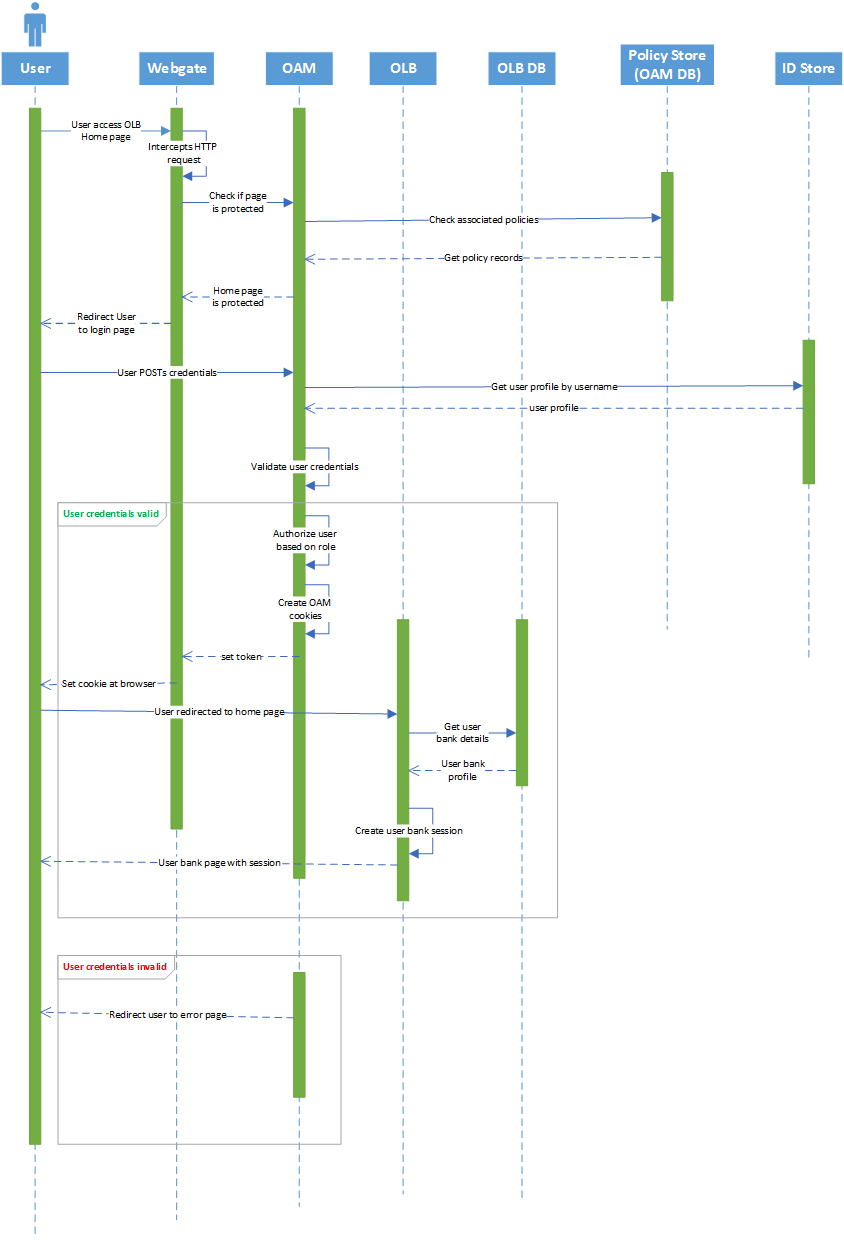 User
Webgate
OAM
OLB
OLB DB
Policy Store
(OAM DB)
ID Store
User access OLB
Home page
Intercepts HTTP
request
Check if page
is protected
Check associated policies
Get policy records
Home page
is protected
Redirect User
to login page
User POSTs credentials
Get user profile by username
user profile
Validate user credentials
User credentials valid
Authorize user
based on role
Create OAM
cookies
set token
Set cookie at browser
User redirected to home page
Get user
bank details
User bank
profile
Create user bank session
User bank page with session
User credentials invalid
Redirect user to error page